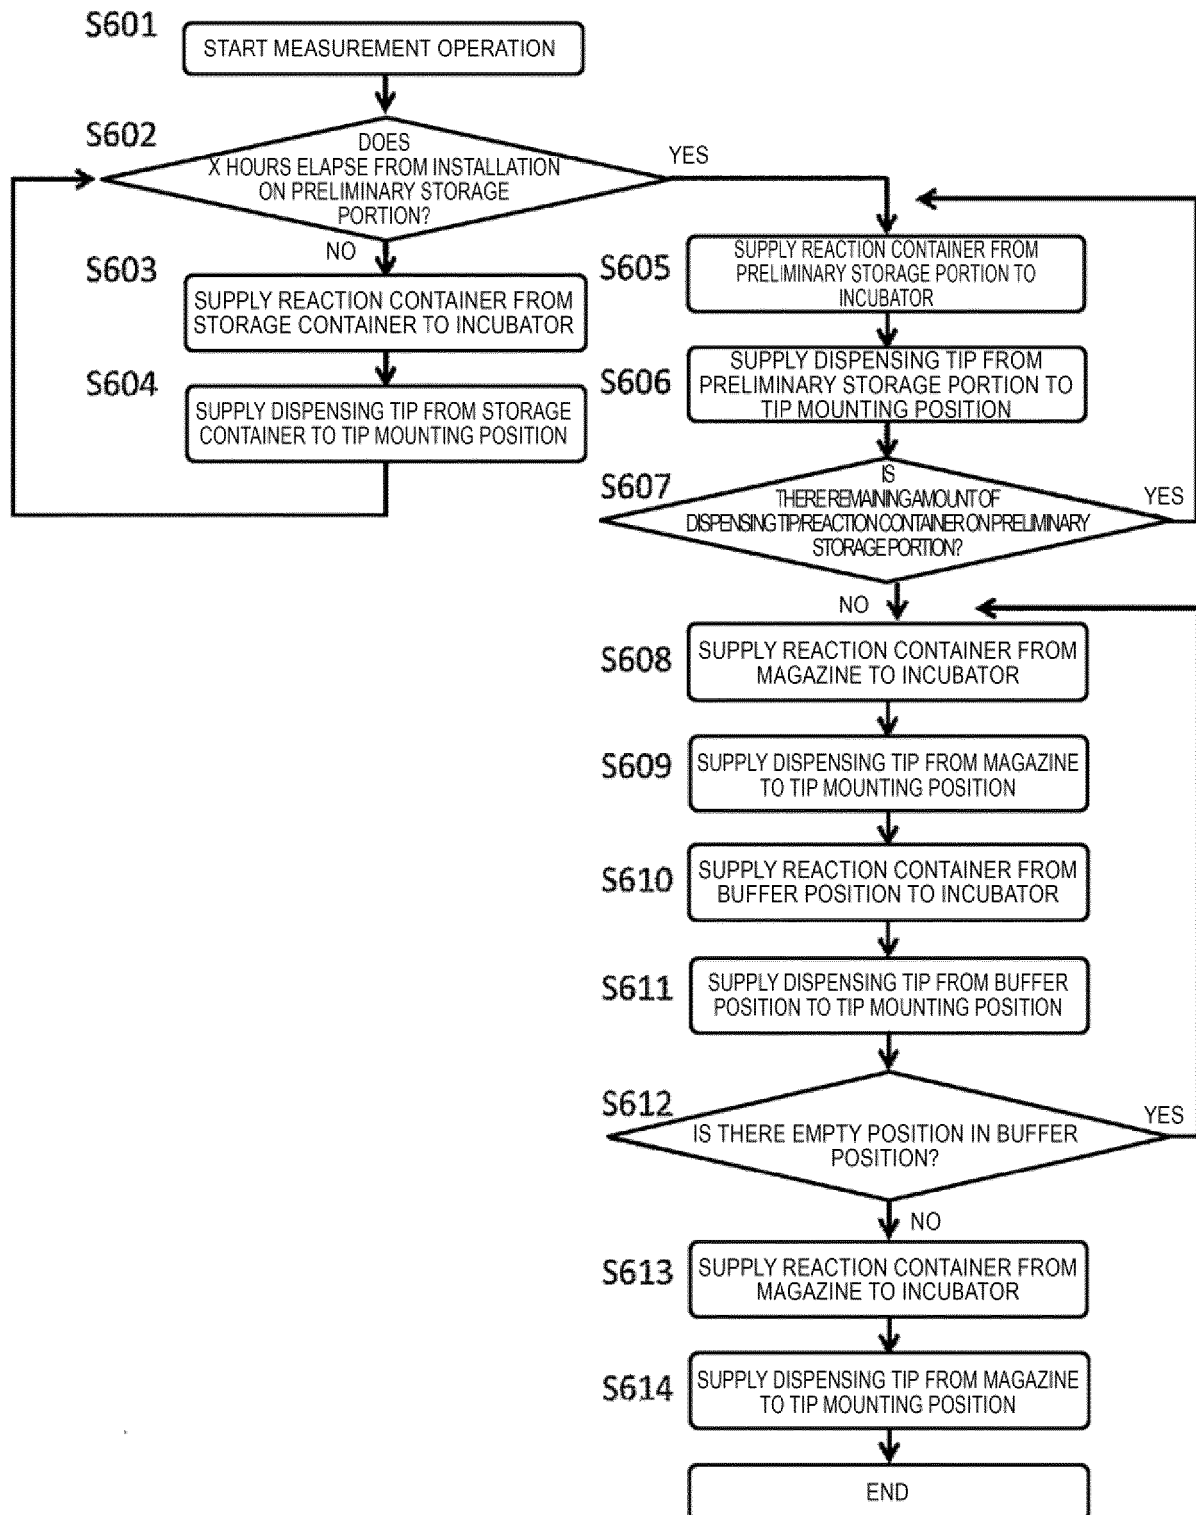 S601
START MEASUREMENT OPERATION
S602
DOES
X HOURS ELAPSE FROM INSTALLATION
ON PRELIMINARY STORAGE
PORTION?
YES
NO
S603
SUPPLY REACTION CONTAINER FROM
STORAGE CONTAINER TO INCUBATOR
S604
SUPPLY DISPENSING TIP FROM STORAGE
CONTAINER TO TIP MOUNTING POSITION
S605
SUPPLY REACTION CONTAINER FROM
PRELIMINARY STORAGE PORTION TO
INCUBATOR
S606
SUPPLY DISPENSING TIP FROM
PRELIMINARY STORAGE PORTION TO
TIP MOUNTING POSITION
S607
IS
THERE REMAINING AMOUNT OF
DISPENSING TIP/REACTION CONTAINER ON PRELIMINARY
STORAGE PORTION?
YES
NO
S608
SUPPLY REACTION CONTAINER FROM
MAGAZINE TO INCUBATOR
S609
SUPPLY DISPENSING TIP FROM MAGAZINE
TO TIP MOUNTING POSITION
S610
SUPPLY REACTION CONTAINER FROM
BUFFER POSITION TO INCUBATOR
S611
SUPPLY DISPENSING TIP FROM BUFFER
POSITION TO TIP MOUNTING POSITION
S612
IS THERE EMPTY POSITION IN BUFFER
POSITION?
YES
NO
S613
SUPPLY REACTION CONTAINER FROM
MAGAZINE TO INCUBATOR
S614
SUPPLY DISPENSING TIP FROM MAGAZINE
TO TIP MOUNTING POSITION
END